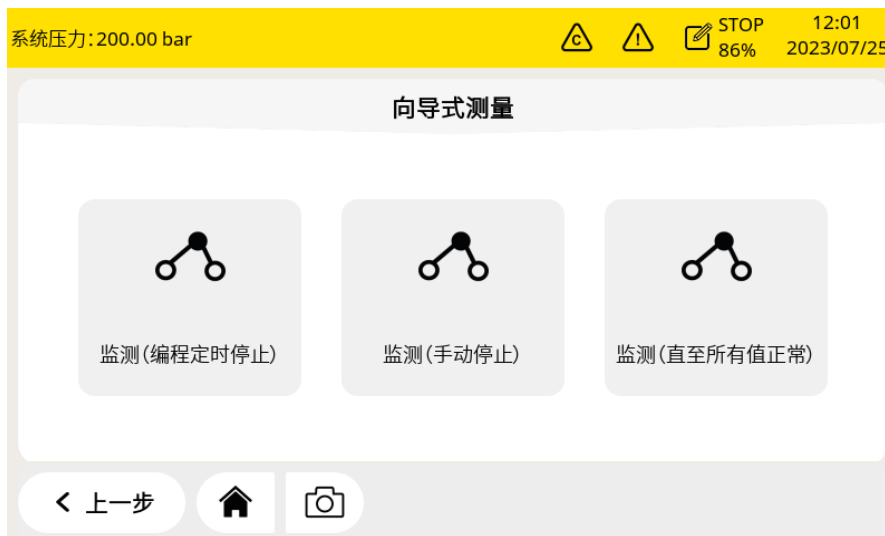 系统压力：200.00 bar
C
!
STOP
86%
12:01
2023/07/25
向导式测量
监测（编程定时停止）
监测（手动停止）
监测（直至所有值正常）
上一步